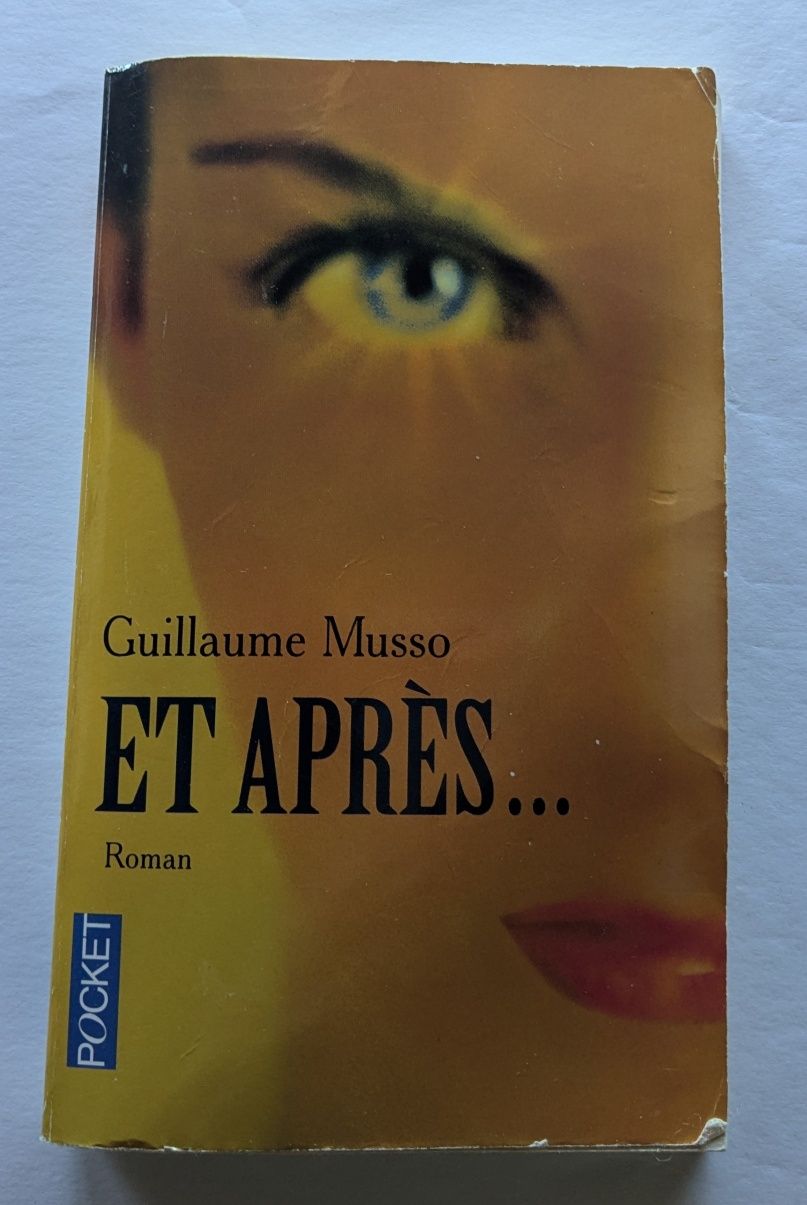 Guillaume Musso
ET APRÈS...
Roman
POCKET